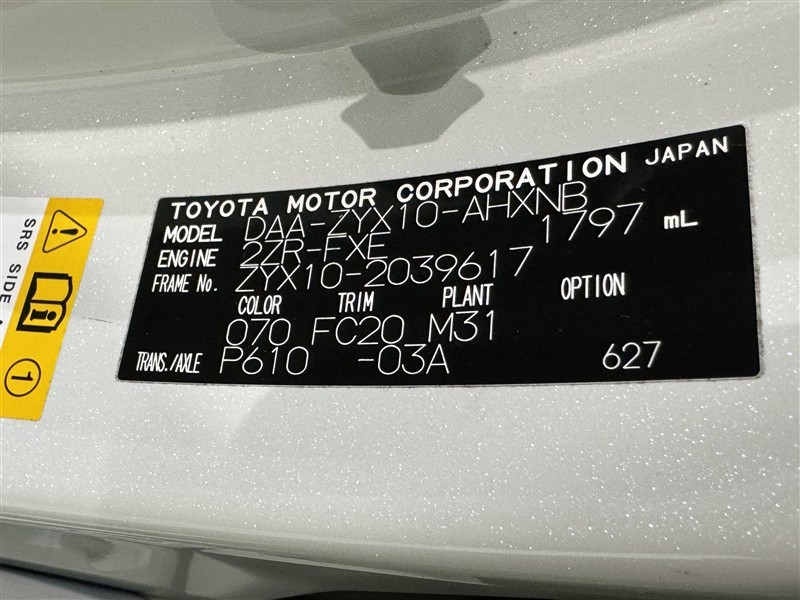 TOYOTA MOTOR CORPORATION JAPAN
MODEL DAA-ZYX10-AHXNB
ENGINE 2ZR-FXE 1797 mL
FRAME No. ZYX10-2039617
COLOR TRIM PLANT OPTION
070 FC20 M31
TRANS./AXLE P610 -03A 627
SRS SIDE
1